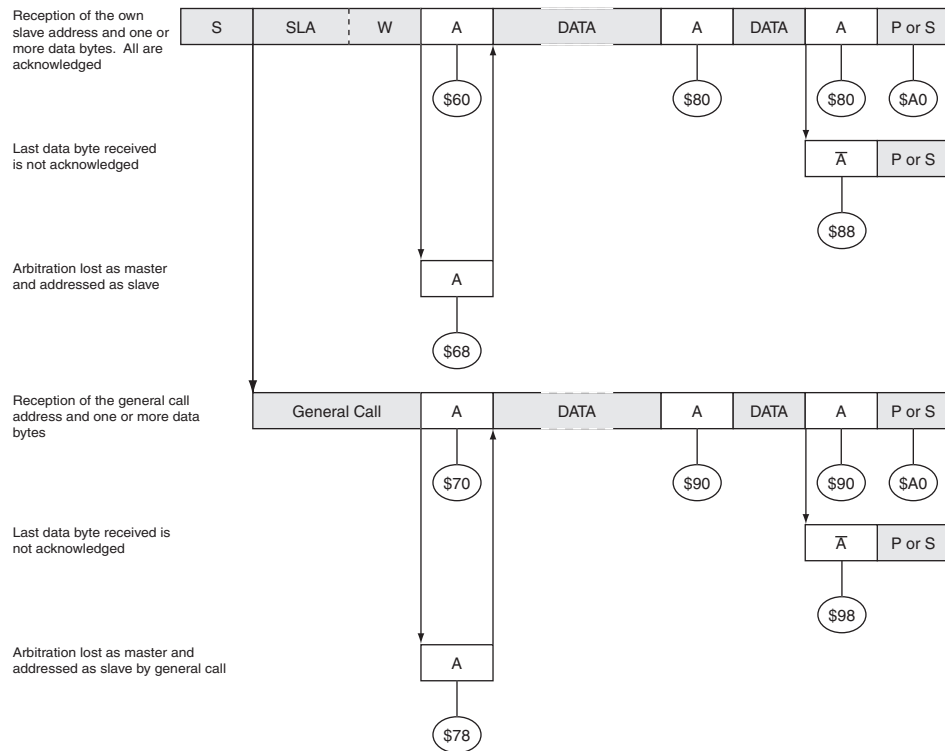 Reception of the own
slave address and one or
more data bytes. All are
acknowledged
S SLA W A DATA A DATA A P or S
$60 $80 $80 $A0
Last data byte received
is not acknowledged
A̅ P or S
$88
Arbitration lost as master
and addressed as slave
A
$68
Reception of the general call
address and one or more data
bytes
General Call A DATA A DATA A P or S
$70 $90 $90 $A0
Last data byte received is
not acknowledged
A̅ P or S
$98
Arbitration lost as master and
addressed as slave by general call
A
$78